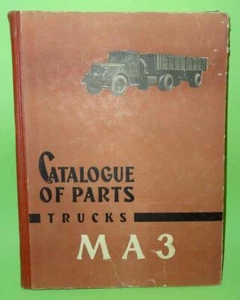 CATALOGUE
OF PARTS
TRUCKS
МАЗ